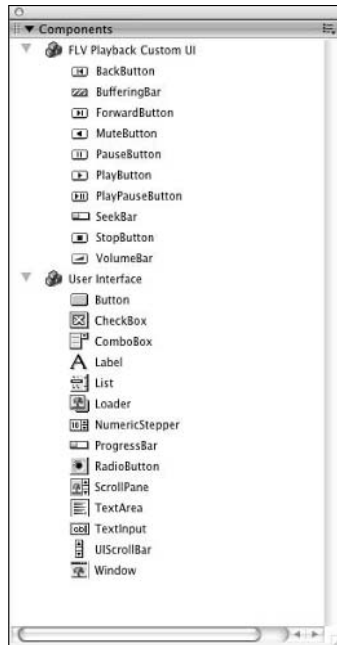 Components
FLV Playback Custom UI
BackButton
BufferingBar
ForwardButton
MuteButton
PauseButton
PlayButton
PlayPauseButton
SeekBar
StopButton
VolumeBar
User Interface
Button
CheckBox
ComboBox
Label
List
Loader
NumericStepper
ProgressBar
RadioButton
ScrollPane
TextArea
TextInput
UIScrollBar
Window